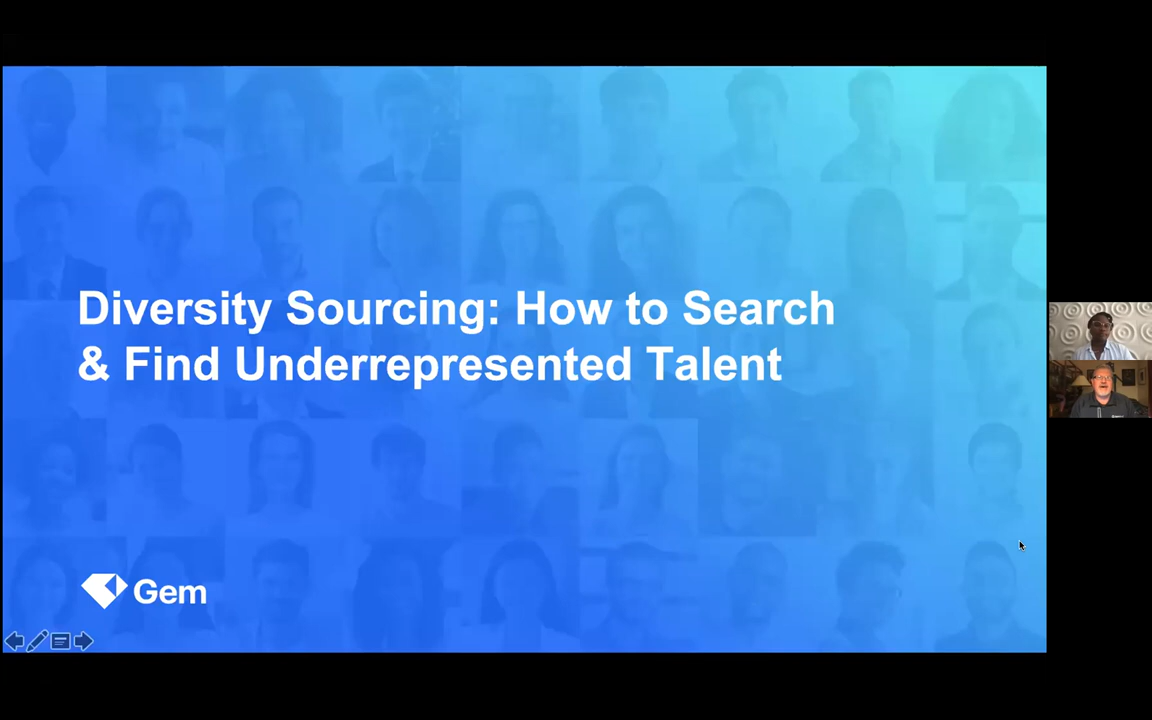 Diversity Sourcing: How to Search
& Find Underrepresented Talent
Gem